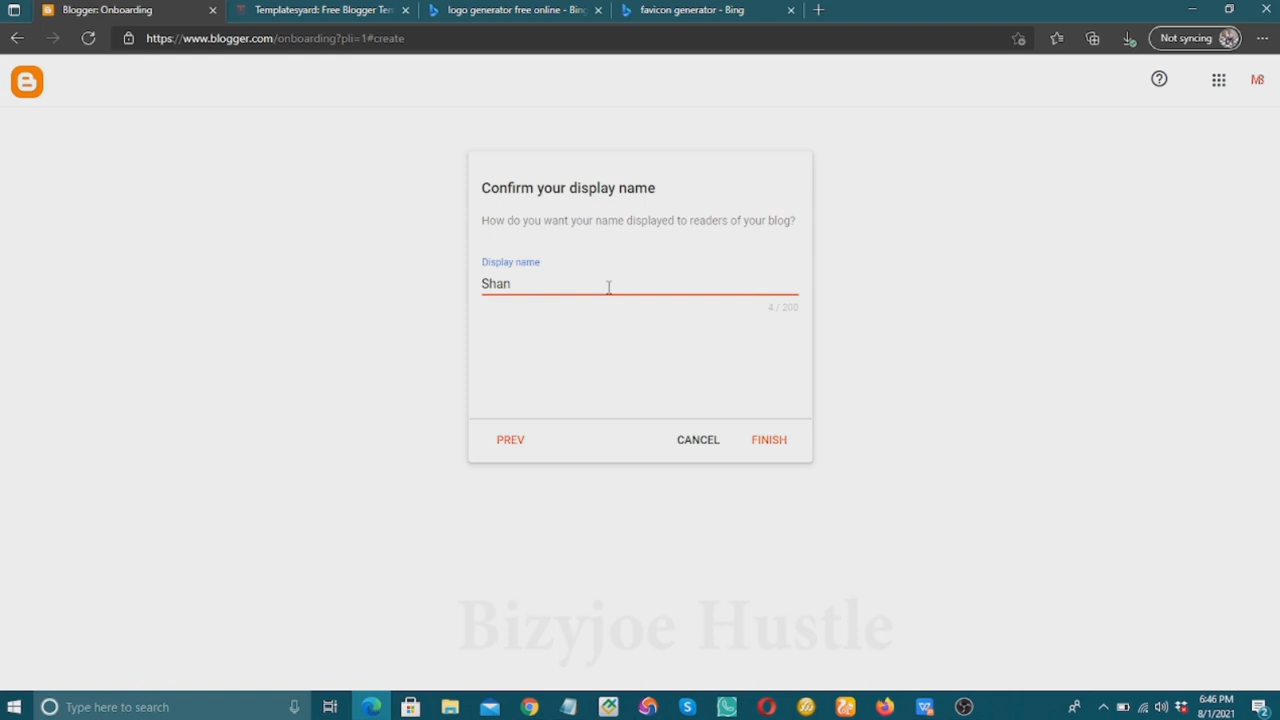 Blogger: Onboarding
Templatesyard: Free Blogger Tem
logo generator free online - Bing
favicon generator - Bing
https://www.blogger.com/onboarding?pli=1#create
Not syncing
M8
Confirm your display name
How do you want your name displayed to readers of your blog?
Display name
Shan
4 / 200
PREV
CANCEL
FINISH
Bizyjoe Hustle
Type here to search
6:46 PM
8/1/2021
2